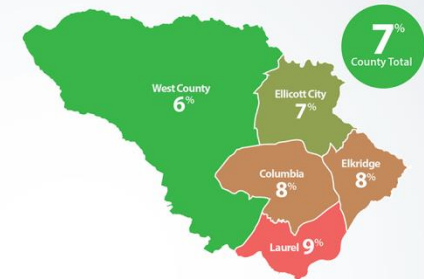 7%
County Total
West County
6%
Ellicott City
7%
Columbia
8%
Elkridge
8%
Laurel 9%